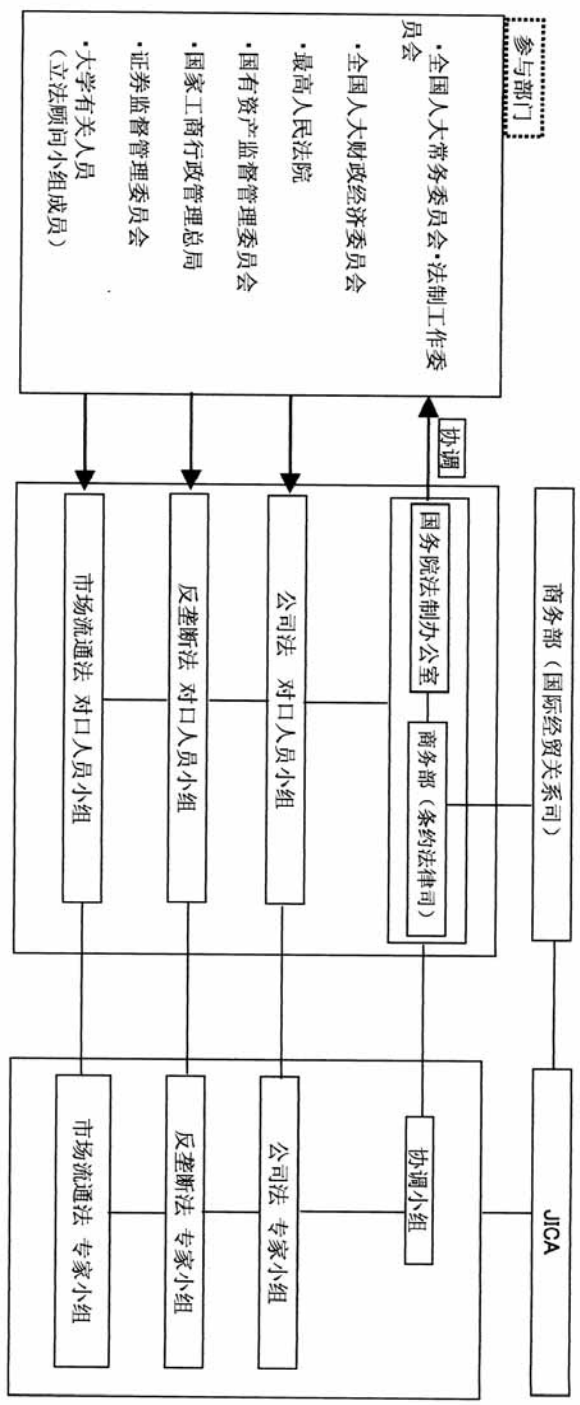 参与部门
·全国人大常务委员会·法制工作委
员会
·全国人大财政经济委员会
·最高人民法院
·国有资产监督管理委员会
·国家工商行政管理总局
·证券监督管理委员会
·大学有关人员
（立法顾问小组成员）
协调
商务部（国际经贸关系司）
国务院法制办公室
商务部（条约法律司）
公司法 对口人员小组
反垄断法 对口人员小组
市场流通法 对口人员小组
JICA
协调小组
公司法 专家小组
反垄断法 专家小组
市场流通法 专家小组